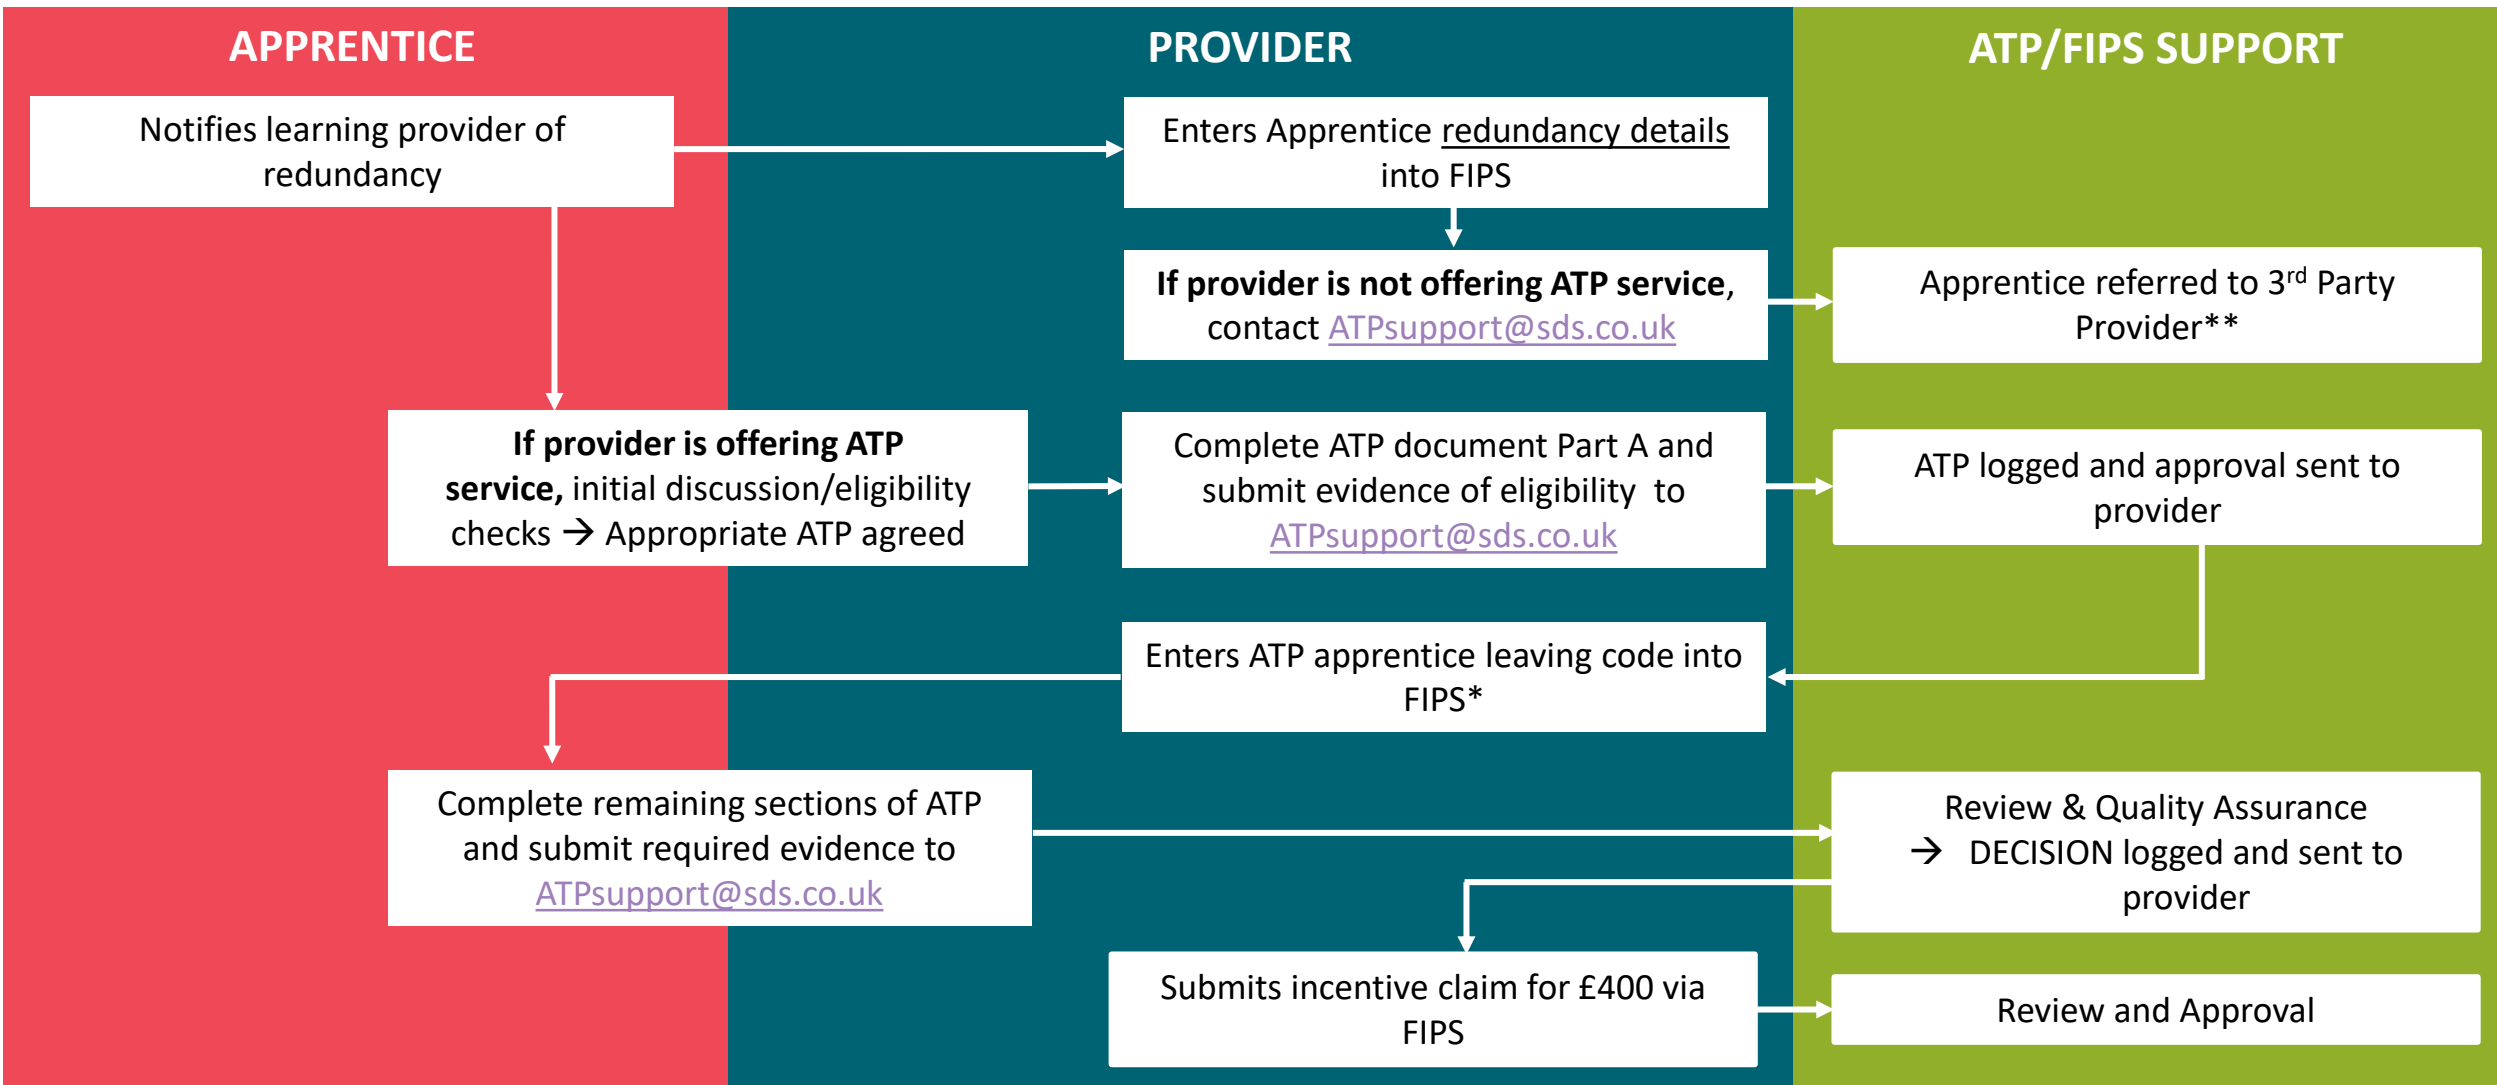 APPRENTICE
PROVIDER
ATP/FIPS SUPPORT
Notifies learning provider of
redundancy
Enters Apprentice redundancy details
into FIPS
If provider is not offering ATP service,
contact ATPsupport@sds.co.uk
Apprentice referred to 3rd Party
Provider**
If provider is offering ATP
service, initial discussion/eligibility
checks → Appropriate ATP agreed
Complete ATP document Part A and
submit evidence of eligibility to
ATPsupport@sds.co.uk
ATP logged and approval sent to
provider
Enters ATP apprentice leaving code into
FIPS*
Complete remaining sections of ATP
and submit required evidence to
ATPsupport@sds.co.uk
Review & Quality Assurance
→ DECISION logged and sent to
provider
Submits incentive claim for £400 via
FIPS
Review and Approval